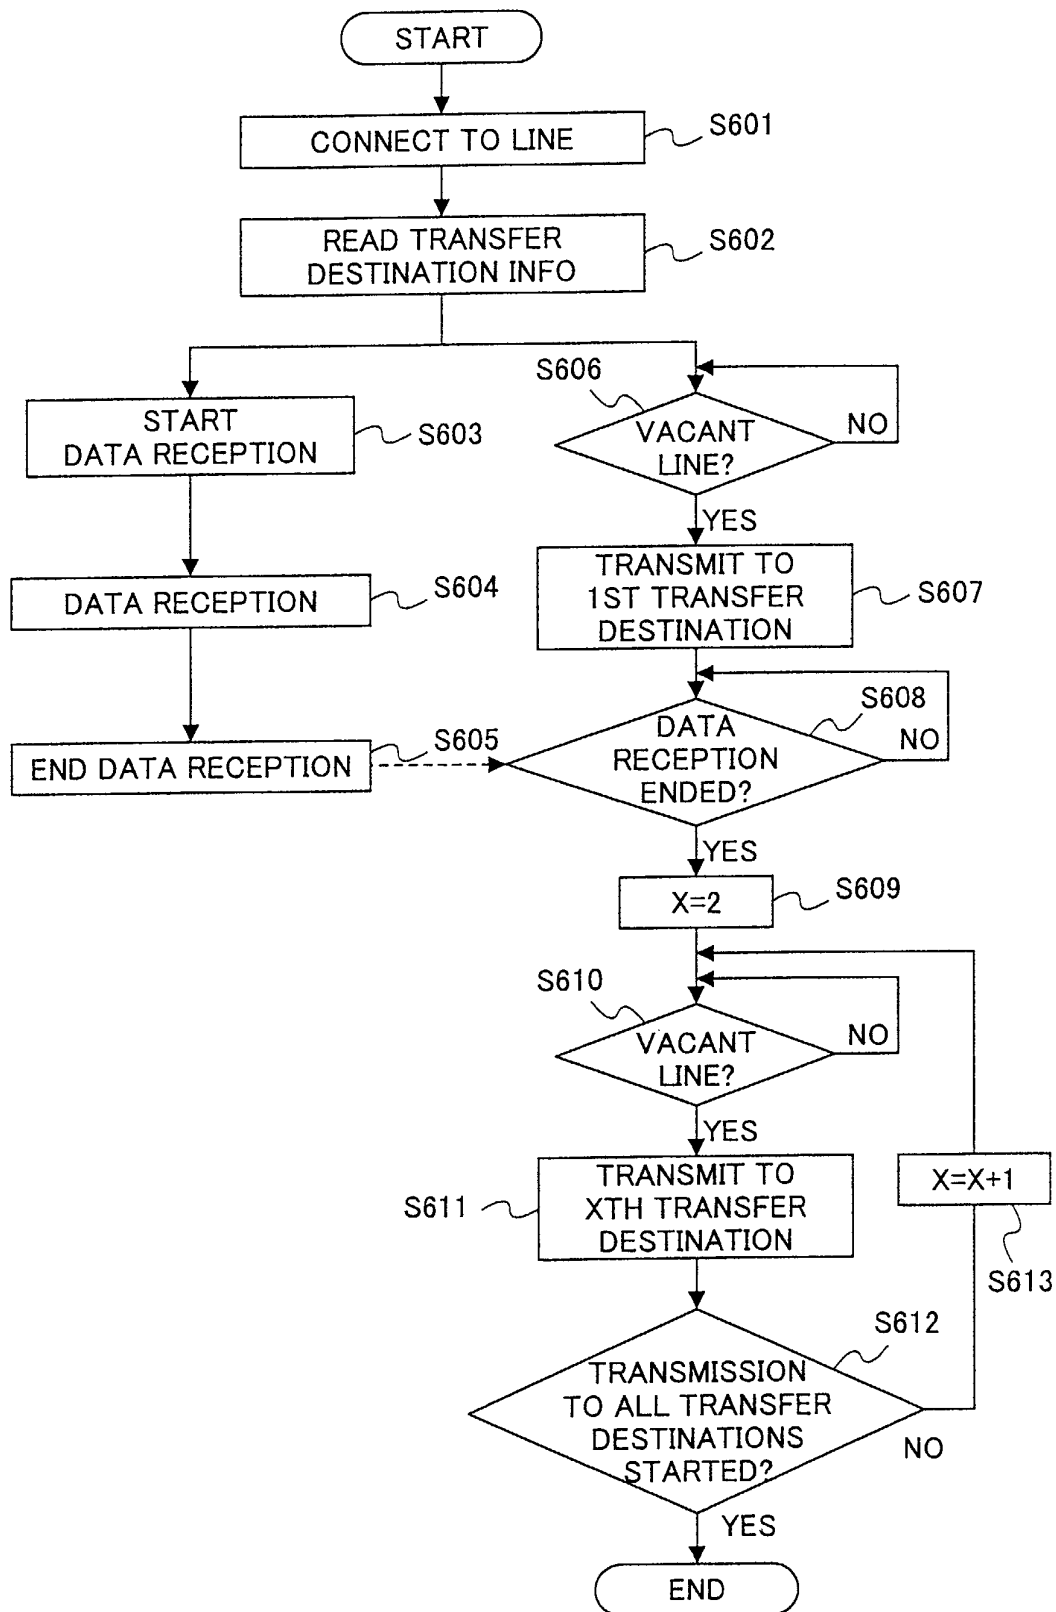 START
CONNECT TO LINE
S601
READ TRANSFER
DESTINATION INFO
S602
START
DATA RECEPTION
S603
S606
VACANT
LINE?
NO
YES
DATA RECEPTION
S604
TRANSMIT TO
1ST TRANSFER
DESTINATION
S607
END DATA RECEPTION
S605
DATA
RECEPTION
ENDED?
S608
NO
YES
X=2
S609
S610
VACANT
LINE?
NO
YES
S611
TRANSMIT TO
XTH TRANSFER
DESTINATION
X=X+1
S613
S612
TRANSMISSION
TO ALL TRANSFER
DESTINATIONS
STARTED?
NO
YES
END